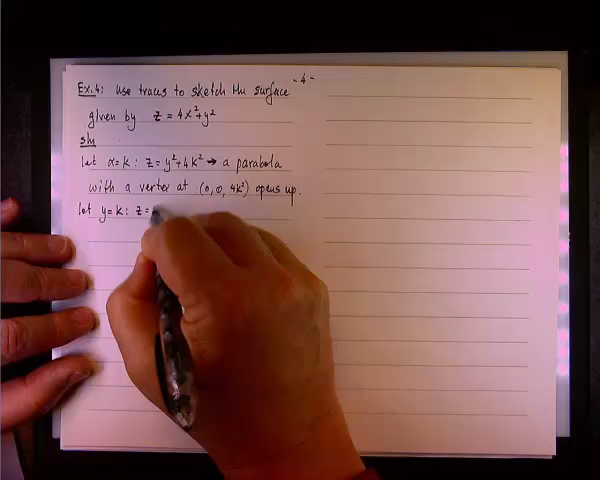 - 4 -
Ex. 4: Use traces to sketch the surface
given by z = 4x² + y²
Sln
Let x = k : z = y² + 4k² → a parabola
with a vertex at (0, 0, 4k²) opens up.
Let y = k : z =